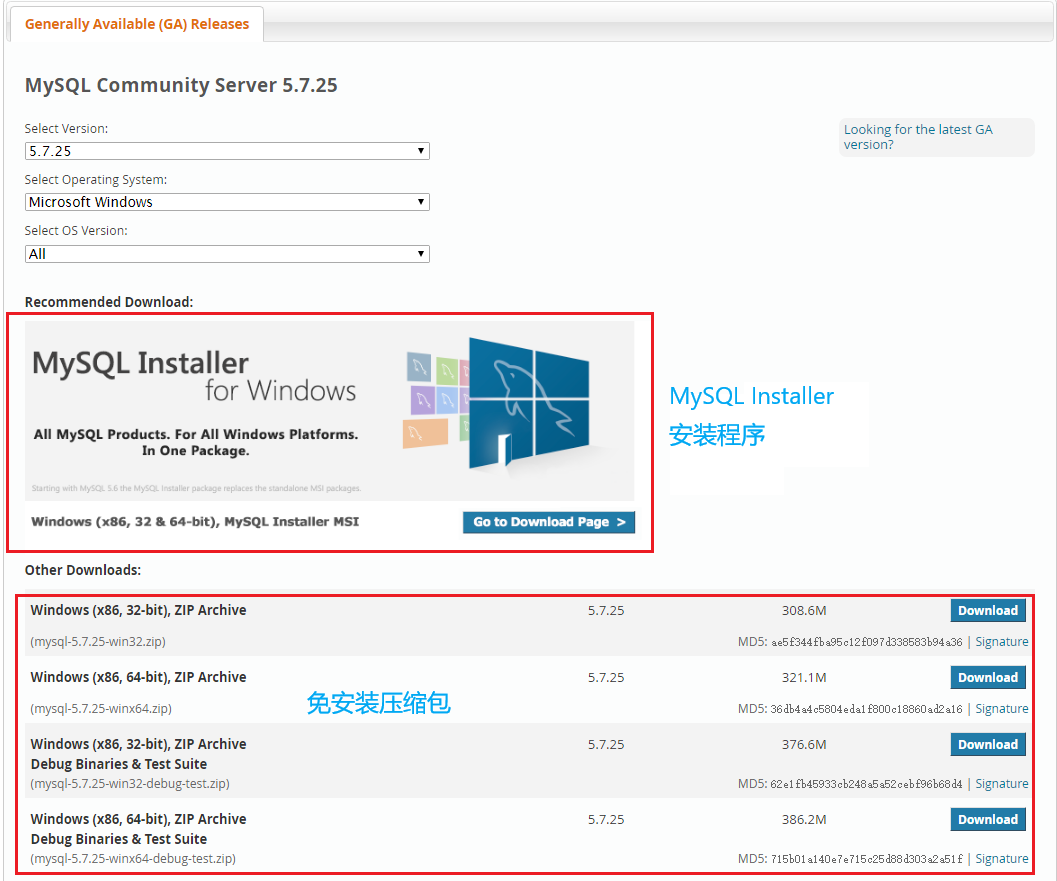 Generally Available (GA) Releases
MySQL Community Server 5.7.25
Select Version:
5.7.25
Looking for the latest GA
version?
Select Operating System:
Microsoft Windows
Select OS Version:
All
Recommended Download:
MySQL Installer
for Windows
All MySQL Products. For All Windows Platforms.
In One Package.
Starting with MySQL 5.6 the MySQL Installer package replaces the standalone MSI packages.
Windows (x86, 32 & 64-bit), MySQL Installer MSI
Go to Download Page >
MySQL Installer
安装程序
Other Downloads:
Windows (x86, 32-bit), ZIP Archive 5.7.25 308.6M Download
(mysql-5.7.25-win32.zip) MD5: ae5f344fba95c12f097d338583b94a36 | Signature
Windows (x86, 64-bit), ZIP Archive 5.7.25 321.1M Download
免安装压缩包
(mysql-5.7.25-winx64.zip) MD5: 36db4a4c5804eda1f800c18860ad2a16 | Signature
Windows (x86, 32-bit), ZIP Archive 5.7.25 376.6M Download
Debug Binaries & Test Suite
(mysql-5.7.25-win32-debug-test.zip) MD5: 62e1fb45933cb248a5a52cebf96b68d4 | Signature
Windows (x86, 64-bit), ZIP Archive 5.7.25 386.2M Download
Debug Binaries & Test Suite
(mysql-5.7.25-winx64-debug-test.zip) MD5: 715b01a140e7e715c25d88d303a2a51f | Signature